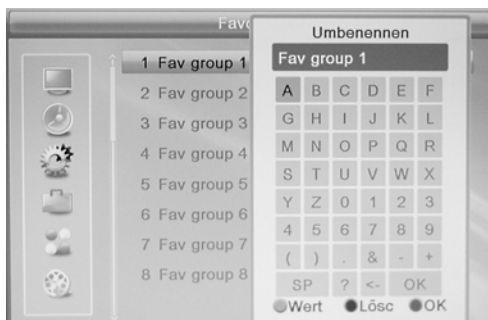 Favo
1 Fav group 1
2 Fav group 2
3 Fav group 3
4 Fav group 4
5 Fav group 5
6 Fav group 6
7 Fav group 7
8 Fav group 8
Umbenennen
Fav group 1
A B C D E F
G H I J K L
M N O P Q R
S T U V W X
Y Z 0 1 2 3
4 5 6 7 8 9
( ) . & - +
SP ? <- OK
Wert Lösc OK